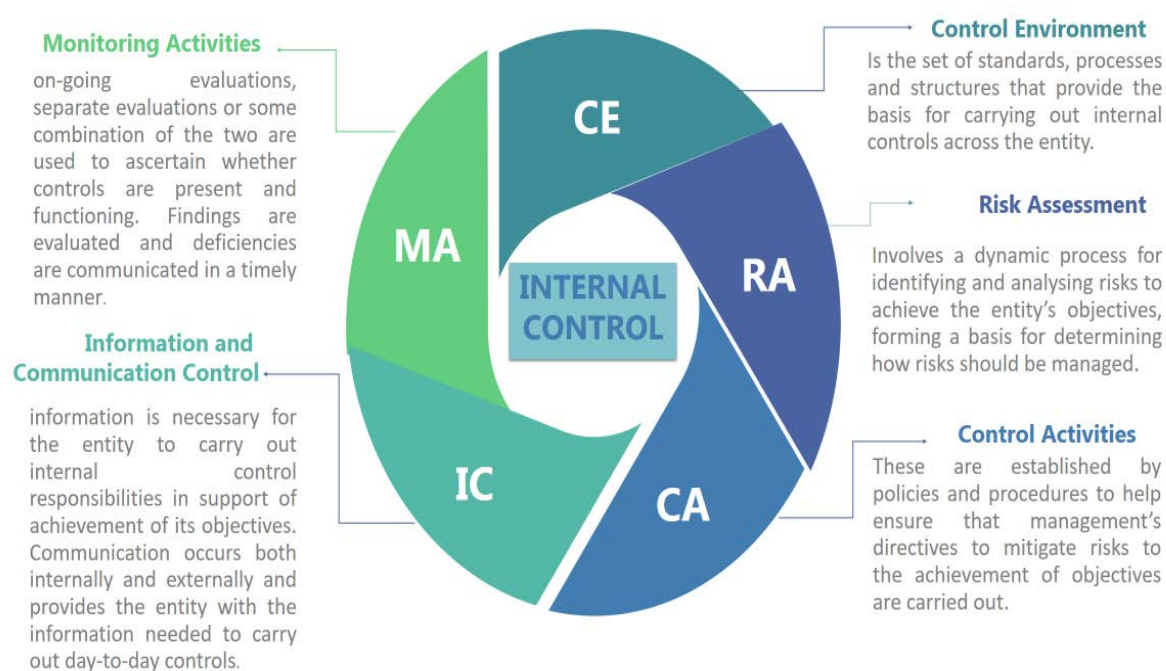 Monitoring Activities
on-going evaluations,
separate evaluations or some
combination of the two are
used to ascertain whether
controls are present and
functioning. Findings are
evaluated and deficiencies
are communicated in a timely
manner.
Information and
Communication Control
information is necessary for
the entity to carry out
internal control
responsibilities in support of
achievement of its objectives.
Communication occurs both
internally and externally and
provides the entity with the
information needed to carry
out day-to-day controls.
CE
RA
CA
IC
MA
INTERNAL
CONTROL
Control Environment
Is the set of standards, processes
and structures that provide the
basis for carrying out internal
controls across the entity.
Risk Assessment
Involves a dynamic process for
identifying and analysing risks to
achieve the entity's objectives,
forming a basis for determining
how risks should be managed.
Control Activities
These are established by
policies and procedures to help
ensure that management's
directives to mitigate risks to
the achievement of objectives
are carried out.